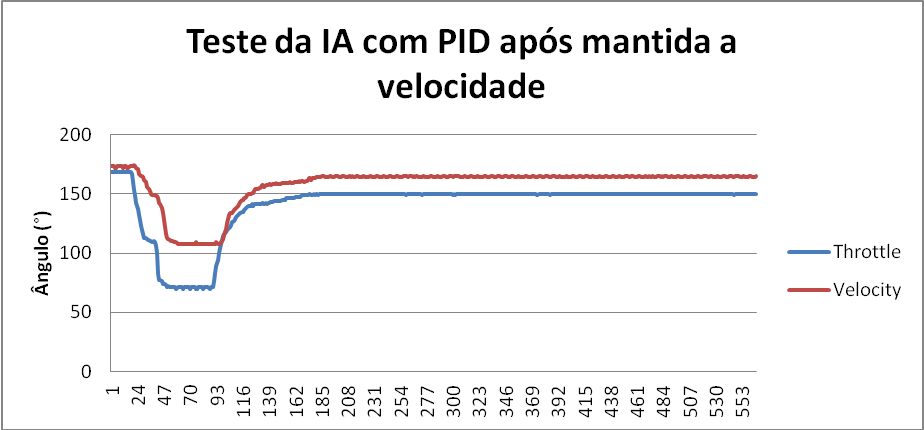 Teste da IA com PID após mantida a
velocidade
Ângulo (°)
200
150
100
50
0
1 24 47 70 93 116 139 162 185 208 231 254 277 300 323 346 369 392 415 438 461 484 507 530 553
Throttle
Velocity